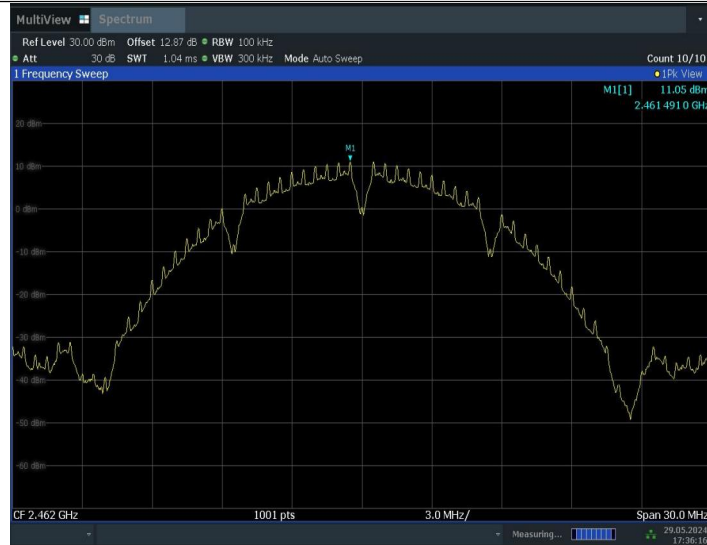 MultiView Spectrum
Ref Level 30.00 dBm Offset 12.87 dB RBW 100 kHz
Att 30 dB SWT 1.04 ms VBW 300 kHz Mode Auto Sweep Count 10/10
1 Frequency Sweep 1Pk View
M1[1] 11.05 dBm
2.4614910 GHz
20 dBm
M1
10 dBm
0 dBm
-10 dBm
-20 dBm
-30 dBm
-40 dBm
-50 dBm
-60 dBm
CF 2.462 GHz 1001 pts 3.0 MHz/ Span 30.0 MHz
Measuring... 29.05.2024
17:36:16